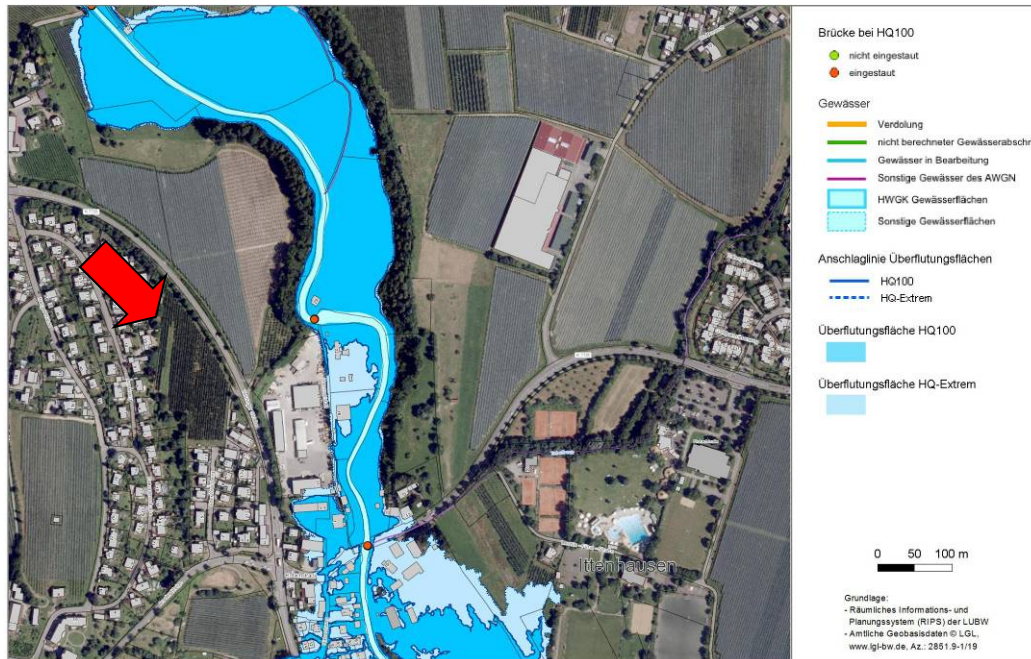 Brücke bei HQ100
nicht eingestaut
eingestaut
Gewässer
Verdolung
nicht berechneter Gewässerabschr
Gewässer in Bearbeitung
Sonstige Gewässer des AWGN
HWGK Gewässerflächen
Sonstige Gewässerflächen
Anschlaglinie Überflutungsflächen
HQ100
HQ-Extrem
Überflutungsfläche HQ100
Überflutungsfläche HQ-Extrem
Ittenhausen
0 50 100 m
Grundlage:
- Räumliches Informations- und
Planungssystem (RIPS) der LUBW
- Amtliche Geobasisdaten © LGL,
www.lgl-bw.de, Az.: 2851.9-1/19